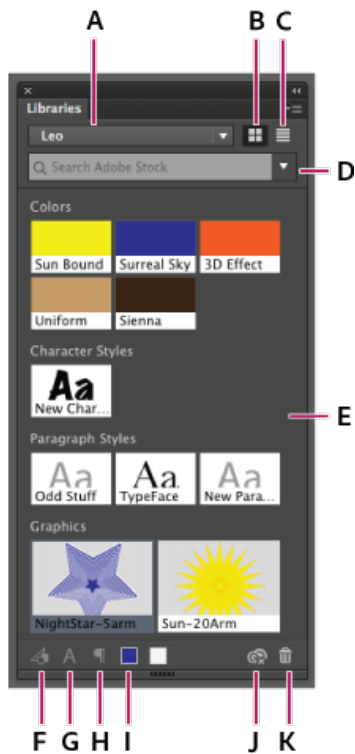 A B C
Libraries
Leo
Search Adobe Stock
D
Colors
Sun Bound Surreal Sky 3D Effect
Uniform Sienna
Character Styles
Aa
New Char...
E
Paragraph Styles
Aa Aa Aa
Odd Stuff TypeFace New Para...
Graphics
NightStar-5arm Sun-20Arm
A ¶
F G H I J K